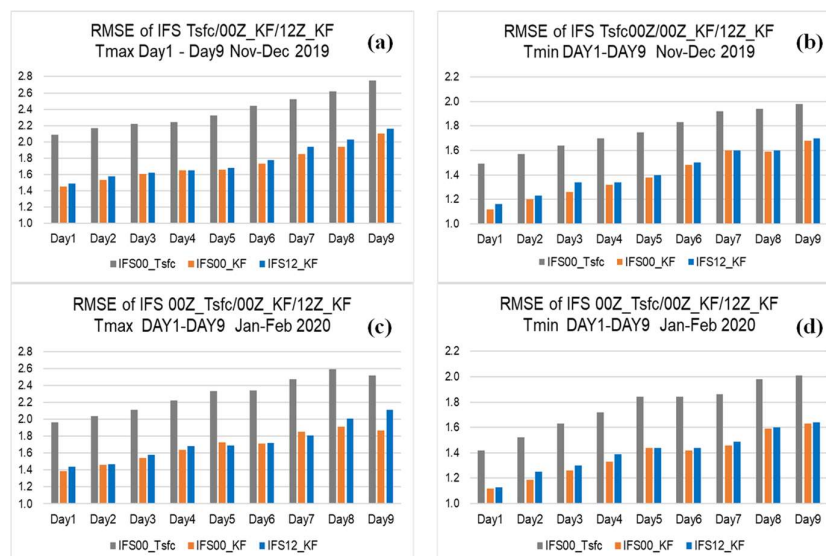 RMSE of IFS Tsfc/00Z_KF/12Z_KF
Tmax Day1 - Day9 Nov-Dec 2019
(a)
2.8
2.6
2.4
2.2
2.0
1.8
1.6
1.4
1.2
1.0
Day1 Day2 Day3 Day4 Day5 Day6 Day7 Day8 Day9
IFS00_Tsfc IFS00_KF IFS12_KF
RMSE of IFS Tsfc00Z/00Z_KF/12Z_KF
Tmin DAY1-DAY9 Nov-Dec 2019
(b)
2.2
2.0
1.8
1.6
1.4
1.2
1.0
Day1 Day2 Day3 Day4 Day5 Day6 Day7 Day8 Day9
IFS00_Tsfc IFS00_KF IFS12_KF
RMSE of IFS 00Z_Tsfc/00Z_KF/12Z_KF
Tmax DAY1-DAY9 Jan-Feb 2020
(c)
2.8
2.6
2.4
2.2
2.0
1.8
1.6
1.4
1.2
1.0
Day1 Day2 Day3 Day4 Day5 Day6 Day7 Day8 Day9
IFS00_Tsfc IFS00_KF IFS12_KF
RMSE of IFS 00Z_Tsfc/00Z_KF/12Z_KF
Tmin DAY1-DAY9 Jan-Feb 2020
(d)
2.2
2.0
1.8
1.6
1.4
1.2
1.0
Day1 Day2 Day3 Day4 Day5 Day6 Day7 Day8 Day9
IFS00_Tsfc IFS00_KF IFS12_KF